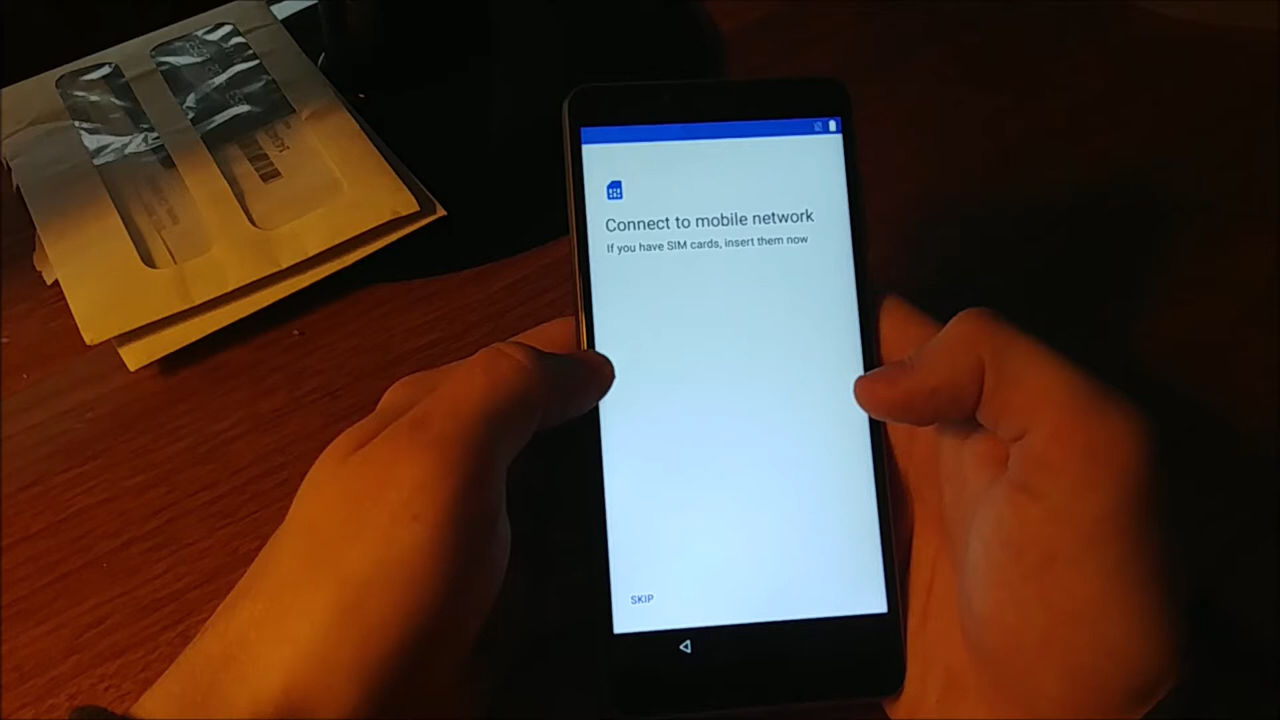 Connect to mobile network
If you have SIM cards, insert them now
SKIP